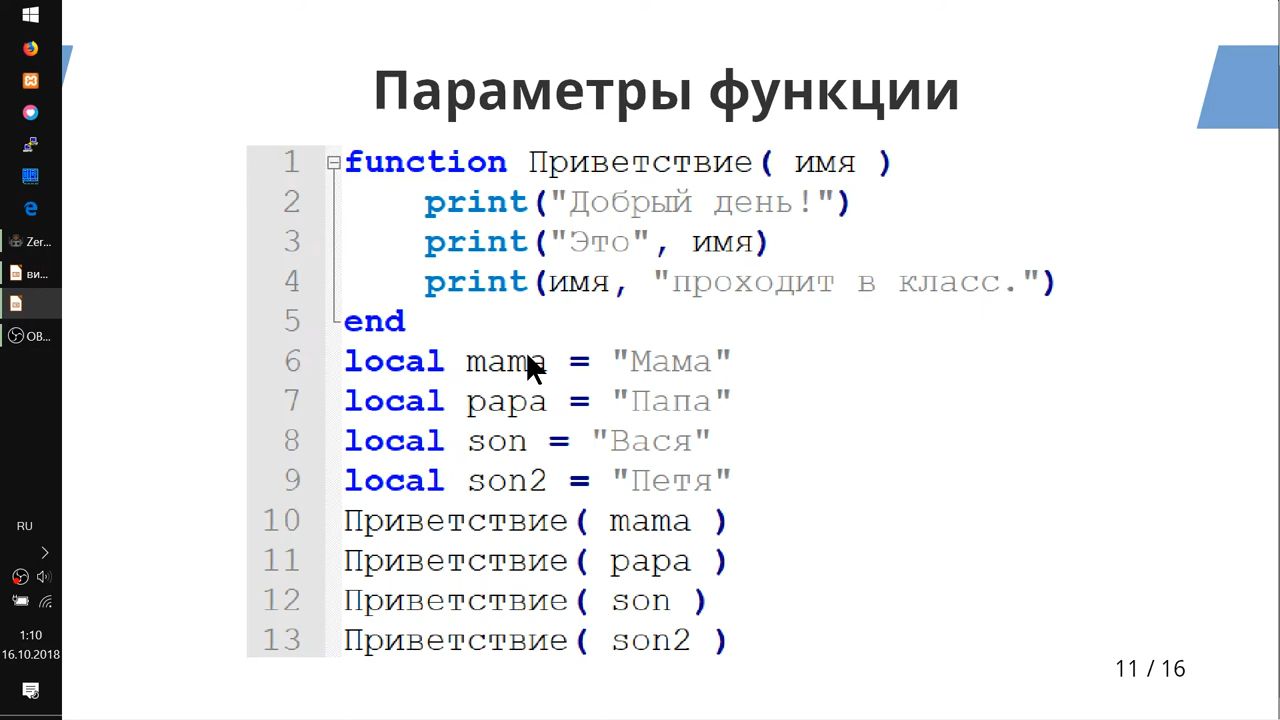 Параметры функции
1 function Приветствие( имя )
2 print("Добрый день!")
3 print("Это", имя)
4 print(имя, "проходит в класс.")
5 end
6 local mama = "Мама"
7 local papa = "Папа"
8 local son = "Вася"
9 local son2 = "Петя"
10 Приветствие( mama )
11 Приветствие( papa )
12 Приветствие( son )
13 Приветствие( son2 )
11 / 16
Zer...
ви...
OB...
RU
1:10
16.10.2018